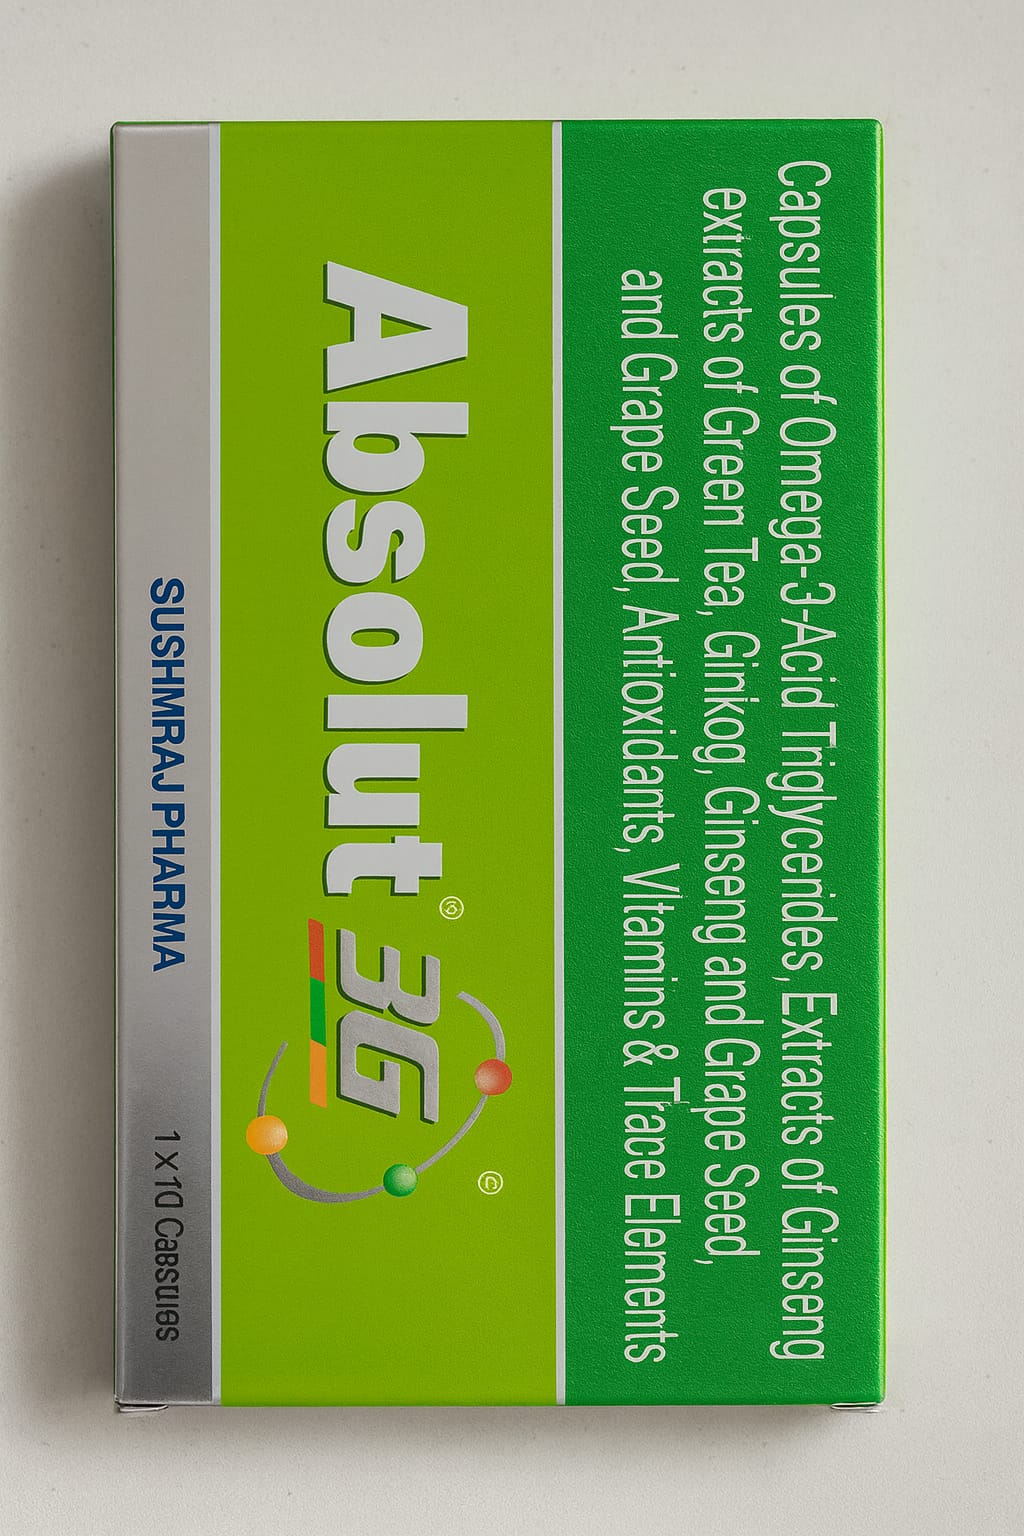 Capsules of Omega-3-Acid Triglycerides, Extracts of Ginseng
extracts of Green Tea, Ginkog, Ginseng and Grape Seed,
and Grape Seed, Antioxidants, Vitamins & Trace Elements
Absolut® 3G
©
SUSHMRAJ PHARMA
1 x 10